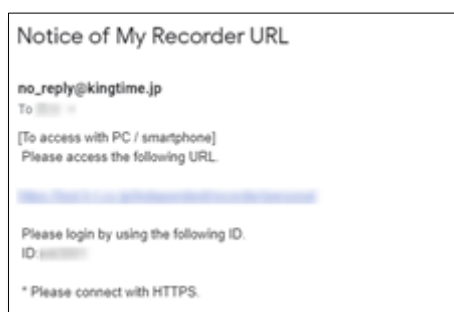 Notice of My Recorder URL
no_reply@kingtime.jp
To
[To access with PC / smartphone]
Please access the following URL.
Please login by using the following ID.
ID:
* Please connect with HTTPS.